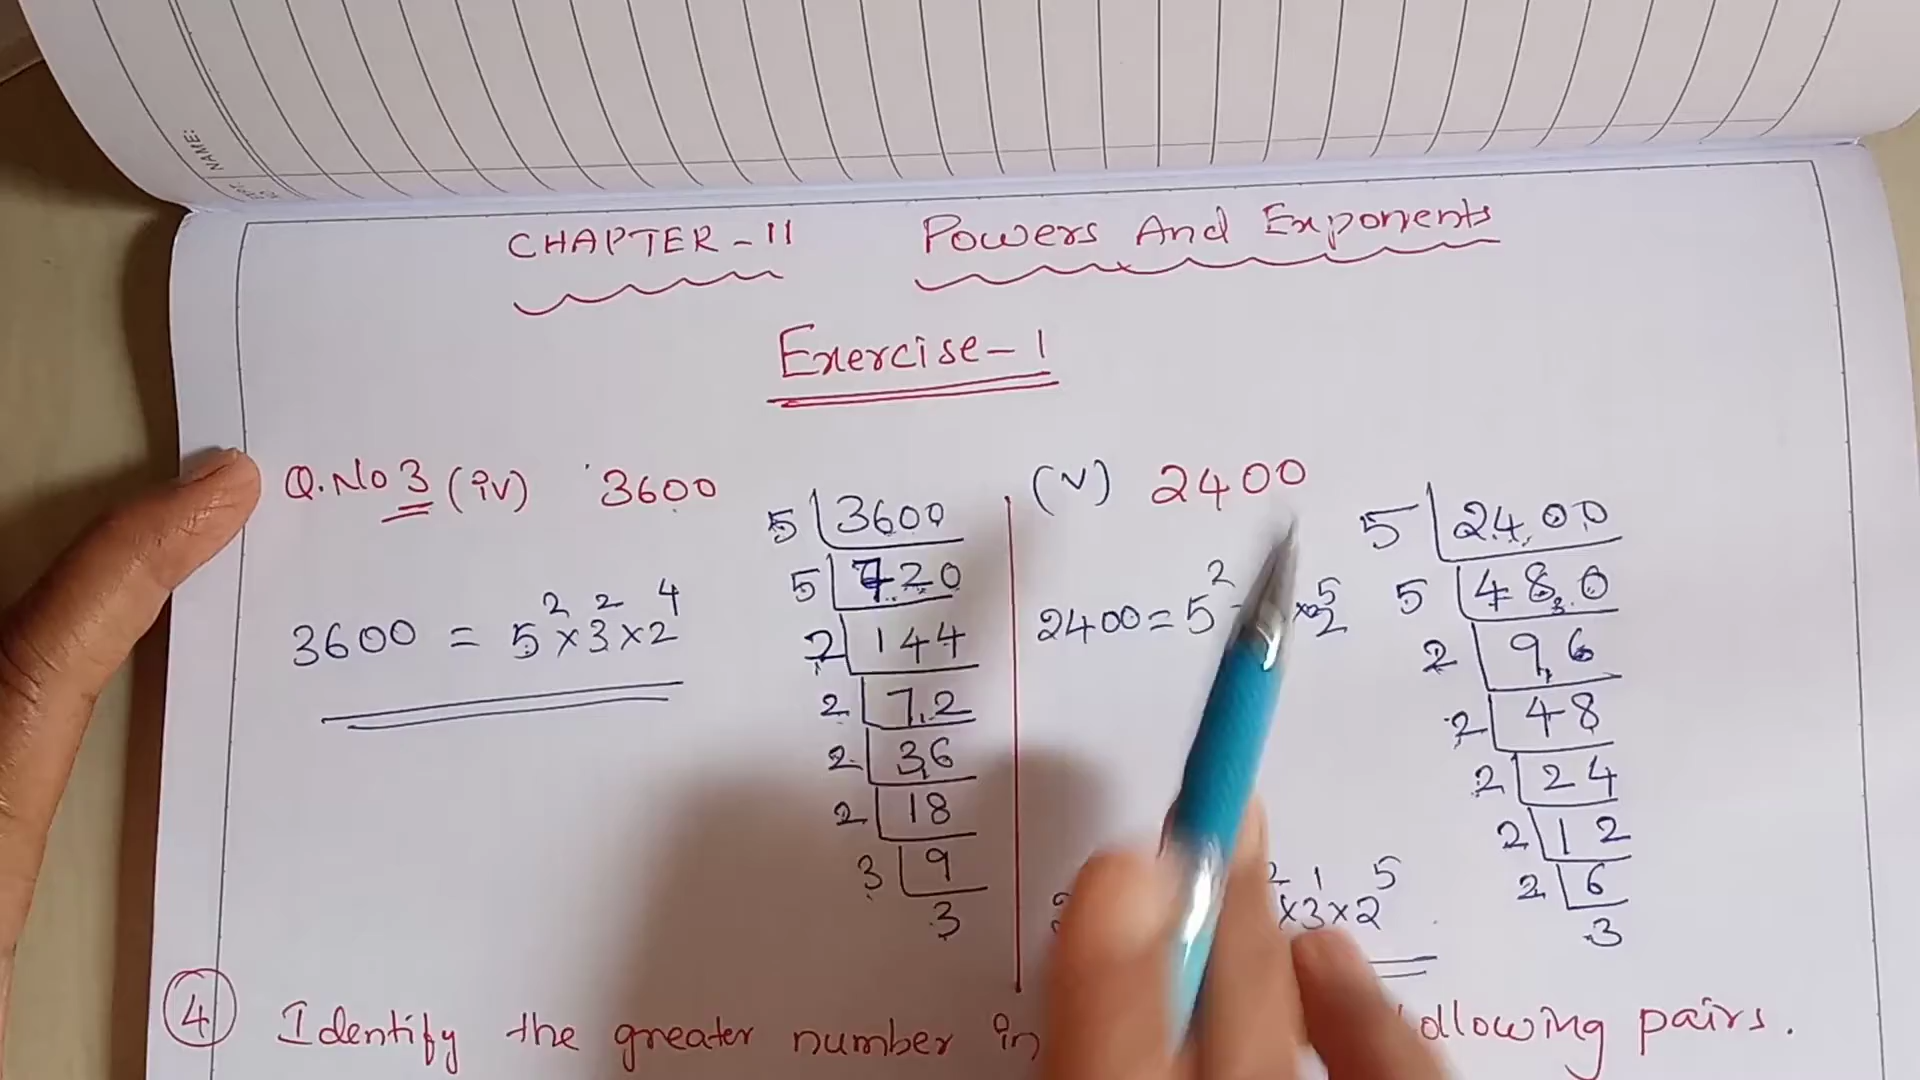 NAME:
CHAPTER - 11 Powers And Exponents
Exercise - 1
Q.No 3 (iv) 3600
3600 = 5² x 3² x 2⁴
5 | 3600
5 | 720
2 | 144
2 | 72
2 | 36
2 | 18
3 | 9
3
(v) 2400
2400 = 5² x 2⁵
5 | 2400
5 | 480
2 | 96
2 | 48
2 | 24
2 | 12
2 | 6
3
x 3¹ x 2⁵
4 Identify the greater number in following pairs.